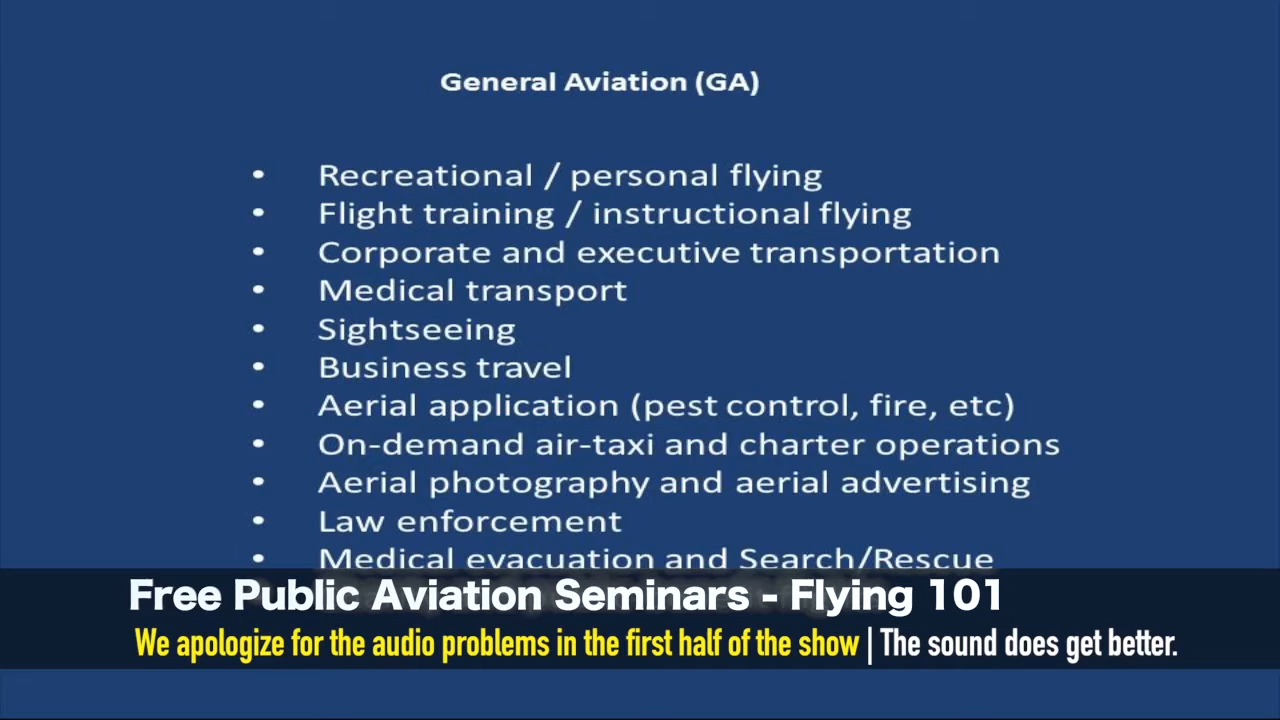 General Aviation (GA)
• Recreational / personal flying
• Flight training / instructional flying
• Corporate and executive transportation
• Medical transport
• Sightseeing
• Business travel
• Aerial application (pest control, fire, etc)
• On-demand air-taxi and charter operations
• Aerial photography and aerial advertising
• Law enforcement
• Medical evacuation and Search/Rescue
Free Public Aviation Seminars - Flying 101
We apologize for the audio problems in the first half of the show | The sound does get better.